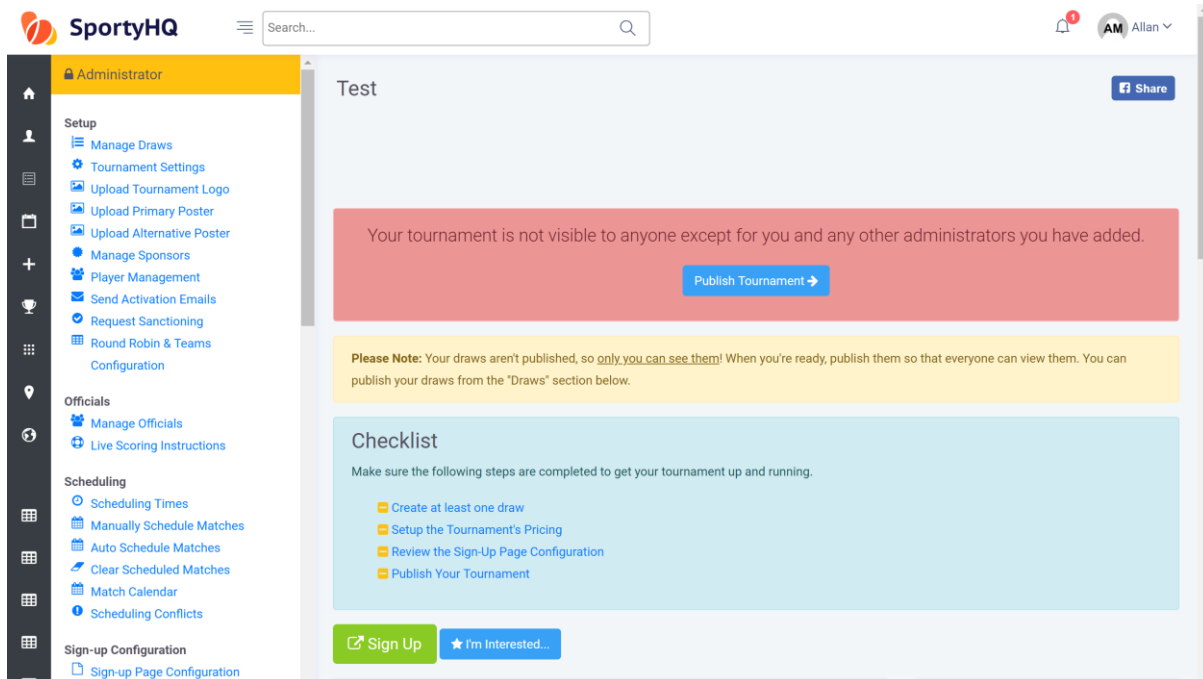 SportyHQ
Search...
1
AM Allan
Administrator
Setup
Manage Draws
Tournament Settings
Upload Tournament Logo
Upload Primary Poster
Upload Alternative Poster
Manage Sponsors
Player Management
Send Activation Emails
Request Sanctioning
Round Robin & Teams
Configuration
Officials
Manage Officials
Live Scoring Instructions
Scheduling
Scheduling Times
Manually Schedule Matches
Auto Schedule Matches
Clear Scheduled Matches
Match Calendar
Scheduling Conflicts
Sign-up Configuration
Sign-up Page Configuration
Test
Share
Your tournament is not visible to anyone except for you and any other administrators you have added.
Publish Tournament
Please Note: Your draws aren't published, so only you can see them! When you're ready, publish them so that everyone can view them. You can
publish your draws from the "Draws" section below.
Checklist
Make sure the following steps are completed to get your tournament up and running.
Create at least one draw
Setup the Tournament's Pricing
Review the Sign-Up Page Configuration
Publish Your Tournament
Sign Up
I'm Interested...